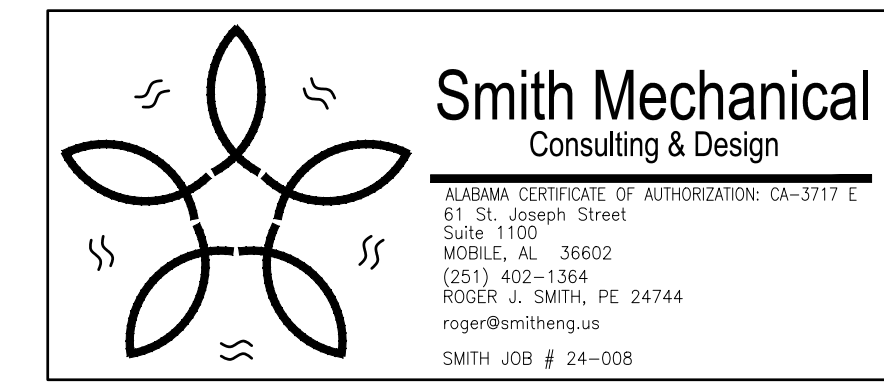 Smith Mechanical
Consulting & Design
ALABAMA CERTIFICATE OF AUTHORIZATION: CA-3717 E
61 St. Joseph Street
Suite 1100
MOBILE, AL 36602
(251) 402-1364
ROGER J. SMITH, PE 24744
roger@smitheng.us
SMITH JOB # 24-008